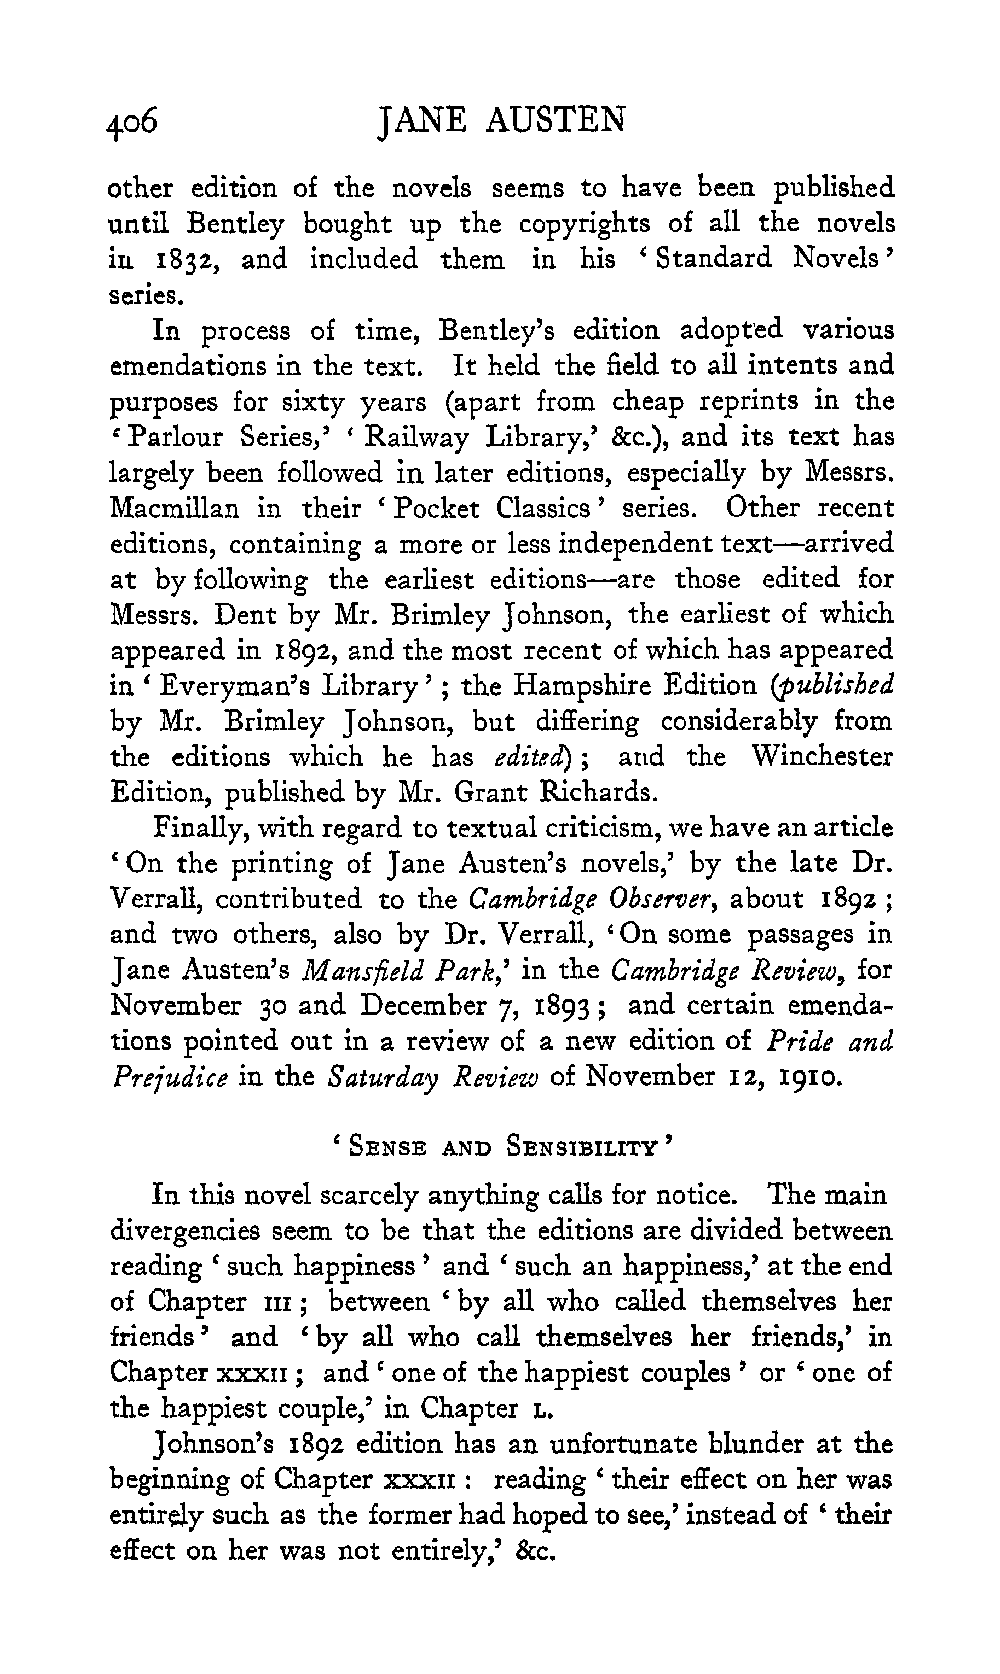 406 JANE AUSTEN
other edition of the novels seems to have been published
until Bentley bought up the copyrights of all the novels
in 1832, and included them in his ‘ Standard Novels ’
series.
In process of time, Bentley’s edition adopted various
emendations in the text. It held the field to all intents and
purposes for sixty years (apart from cheap reprints in the
‘ Parlour Series,’ ‘ Railway Library,’ &c.), and its text has
largely been followed in later editions, especially by Messrs.
Macmillan in their ‘ Pocket Classics ’ series. Other recent
editions, containing a more or less independent text—arrived
at by following the earliest editions—are those edited for
Messrs. Dent by Mr. Brimley Johnson, the earliest of which
appeared in 1892, and the most recent of which has appeared
in ‘ Everyman’s Library ’ ; the Hampshire Edition (published
by Mr. Brimley Johnson, but differing considerably from
the editions which he has edited) ; and the Winchester
Edition, published by Mr. Grant Richards.
Finally, with regard to textual criticism, we have an article
‘ On the printing of Jane Austen’s novels,’ by the late Dr.
Verrall, contributed to the Cambridge Observer, about 1892 ;
and two others, also by Dr. Verrall, ‘ On some passages in
Jane Austen’s Mansfield Park,’ in the Cambridge Review, for
November 30 and December 7, 1893 ; and certain emenda-
tions pointed out in a review of a new edition of Pride and
Prejudice in the Saturday Review of November 12, 1910.
‘ SENSE AND SENSIBILITY ’
In this novel scarcely anything calls for notice. The main
divergencies seem to be that the editions are divided between
reading ‘ such happiness ’ and ‘ such an happiness,’ at the end
of Chapter III ; between ‘ by all who called themselves her
friends ’ and ‘ by all who call themselves her friends,’ in
Chapter XXXII ; and ‘ one of the happiest couples ’ or ‘ one of
the happiest couple,’ in Chapter L.
Johnson’s 1892 edition has an unfortunate blunder at the
beginning of Chapter XXXII : reading ‘ their effect on her was
entirely such as the former had hoped to see,’ instead of ‘ their
effect on her was not entirely,’ &c.